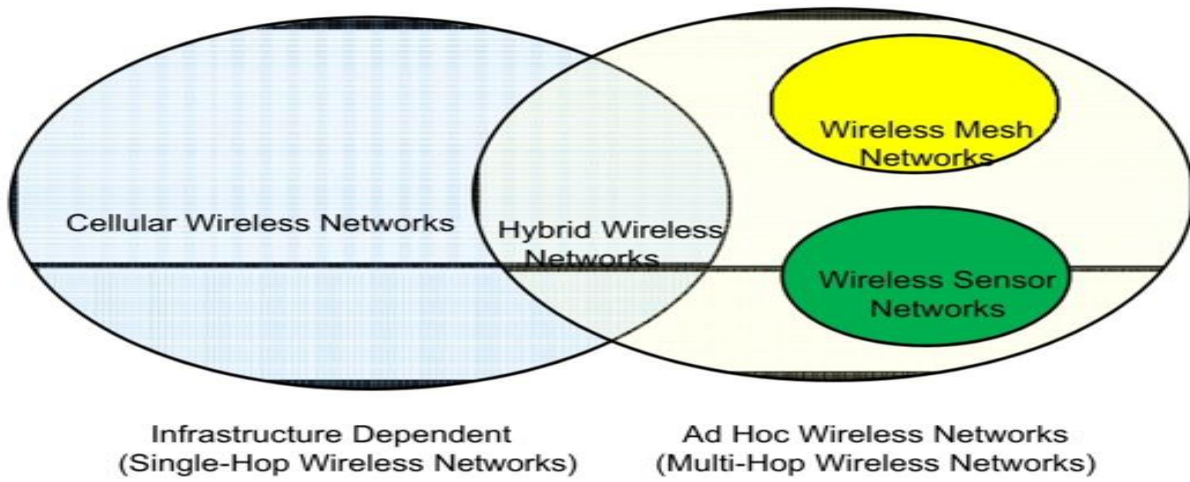 Wireless Mesh
Networks
Cellular Wireless Networks
Hybrid Wireless
Networks
Wireless Sensor
Networks
Infrastructure Dependent
(Single-Hop Wireless Networks)
Ad Hoc Wireless Networks
(Multi-Hop Wireless Networks)